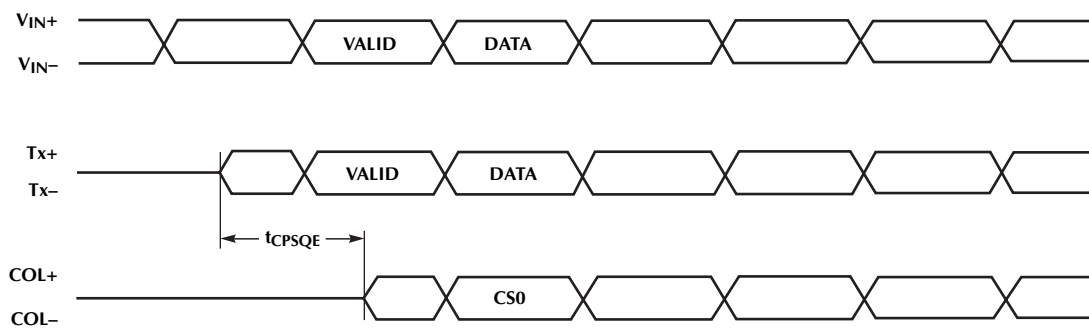 VIN+
VALID DATA
VIN–
Tx+
VALID DATA
Tx–
tCPSQE
COL+
CS0
COL–